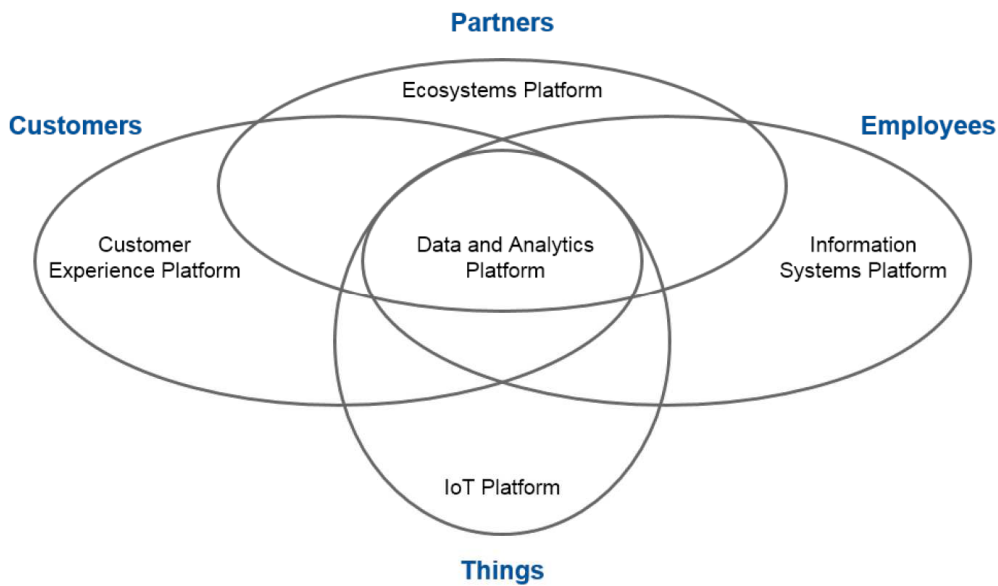 Partners
Ecosystems Platform
Customers
Employees
Customer
Experience Platform
Data and Analytics
Platform
Information
Systems Platform
IoT Platform
Things